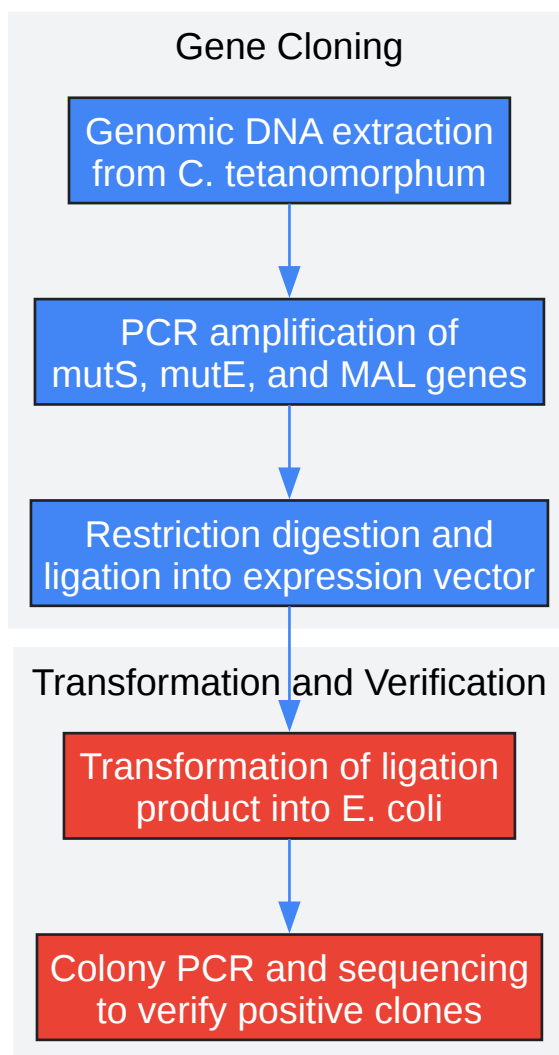 Gene Cloning
Genomic DNA extraction
from C. tetanomorphum
PCR amplification of
mutS, mutE, and MAL genes
Restriction digestion and
ligation into expression vector
Transformation and Verification
Transformation of ligation
product into E. coli
Colony PCR and sequencing
to verify positive clones